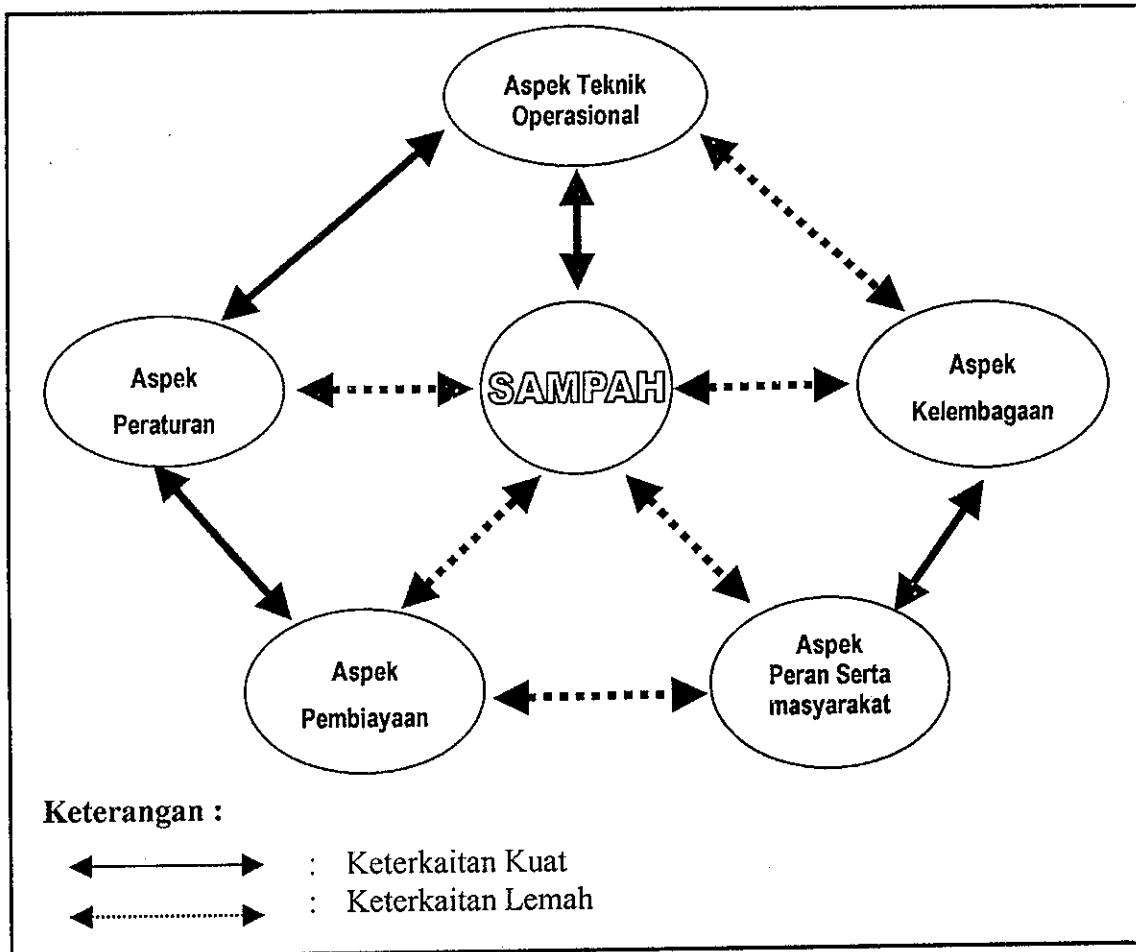 Aspek Teknik
Operasional
Aspek
Peraturan
SAMPAH
Aspek
Kelembagaan
Aspek
Pembiayaan
Aspek
Peran Serta
masyarakat
Keterangan :
: Keterkaitan Kuat
: Keterkaitan Lemah